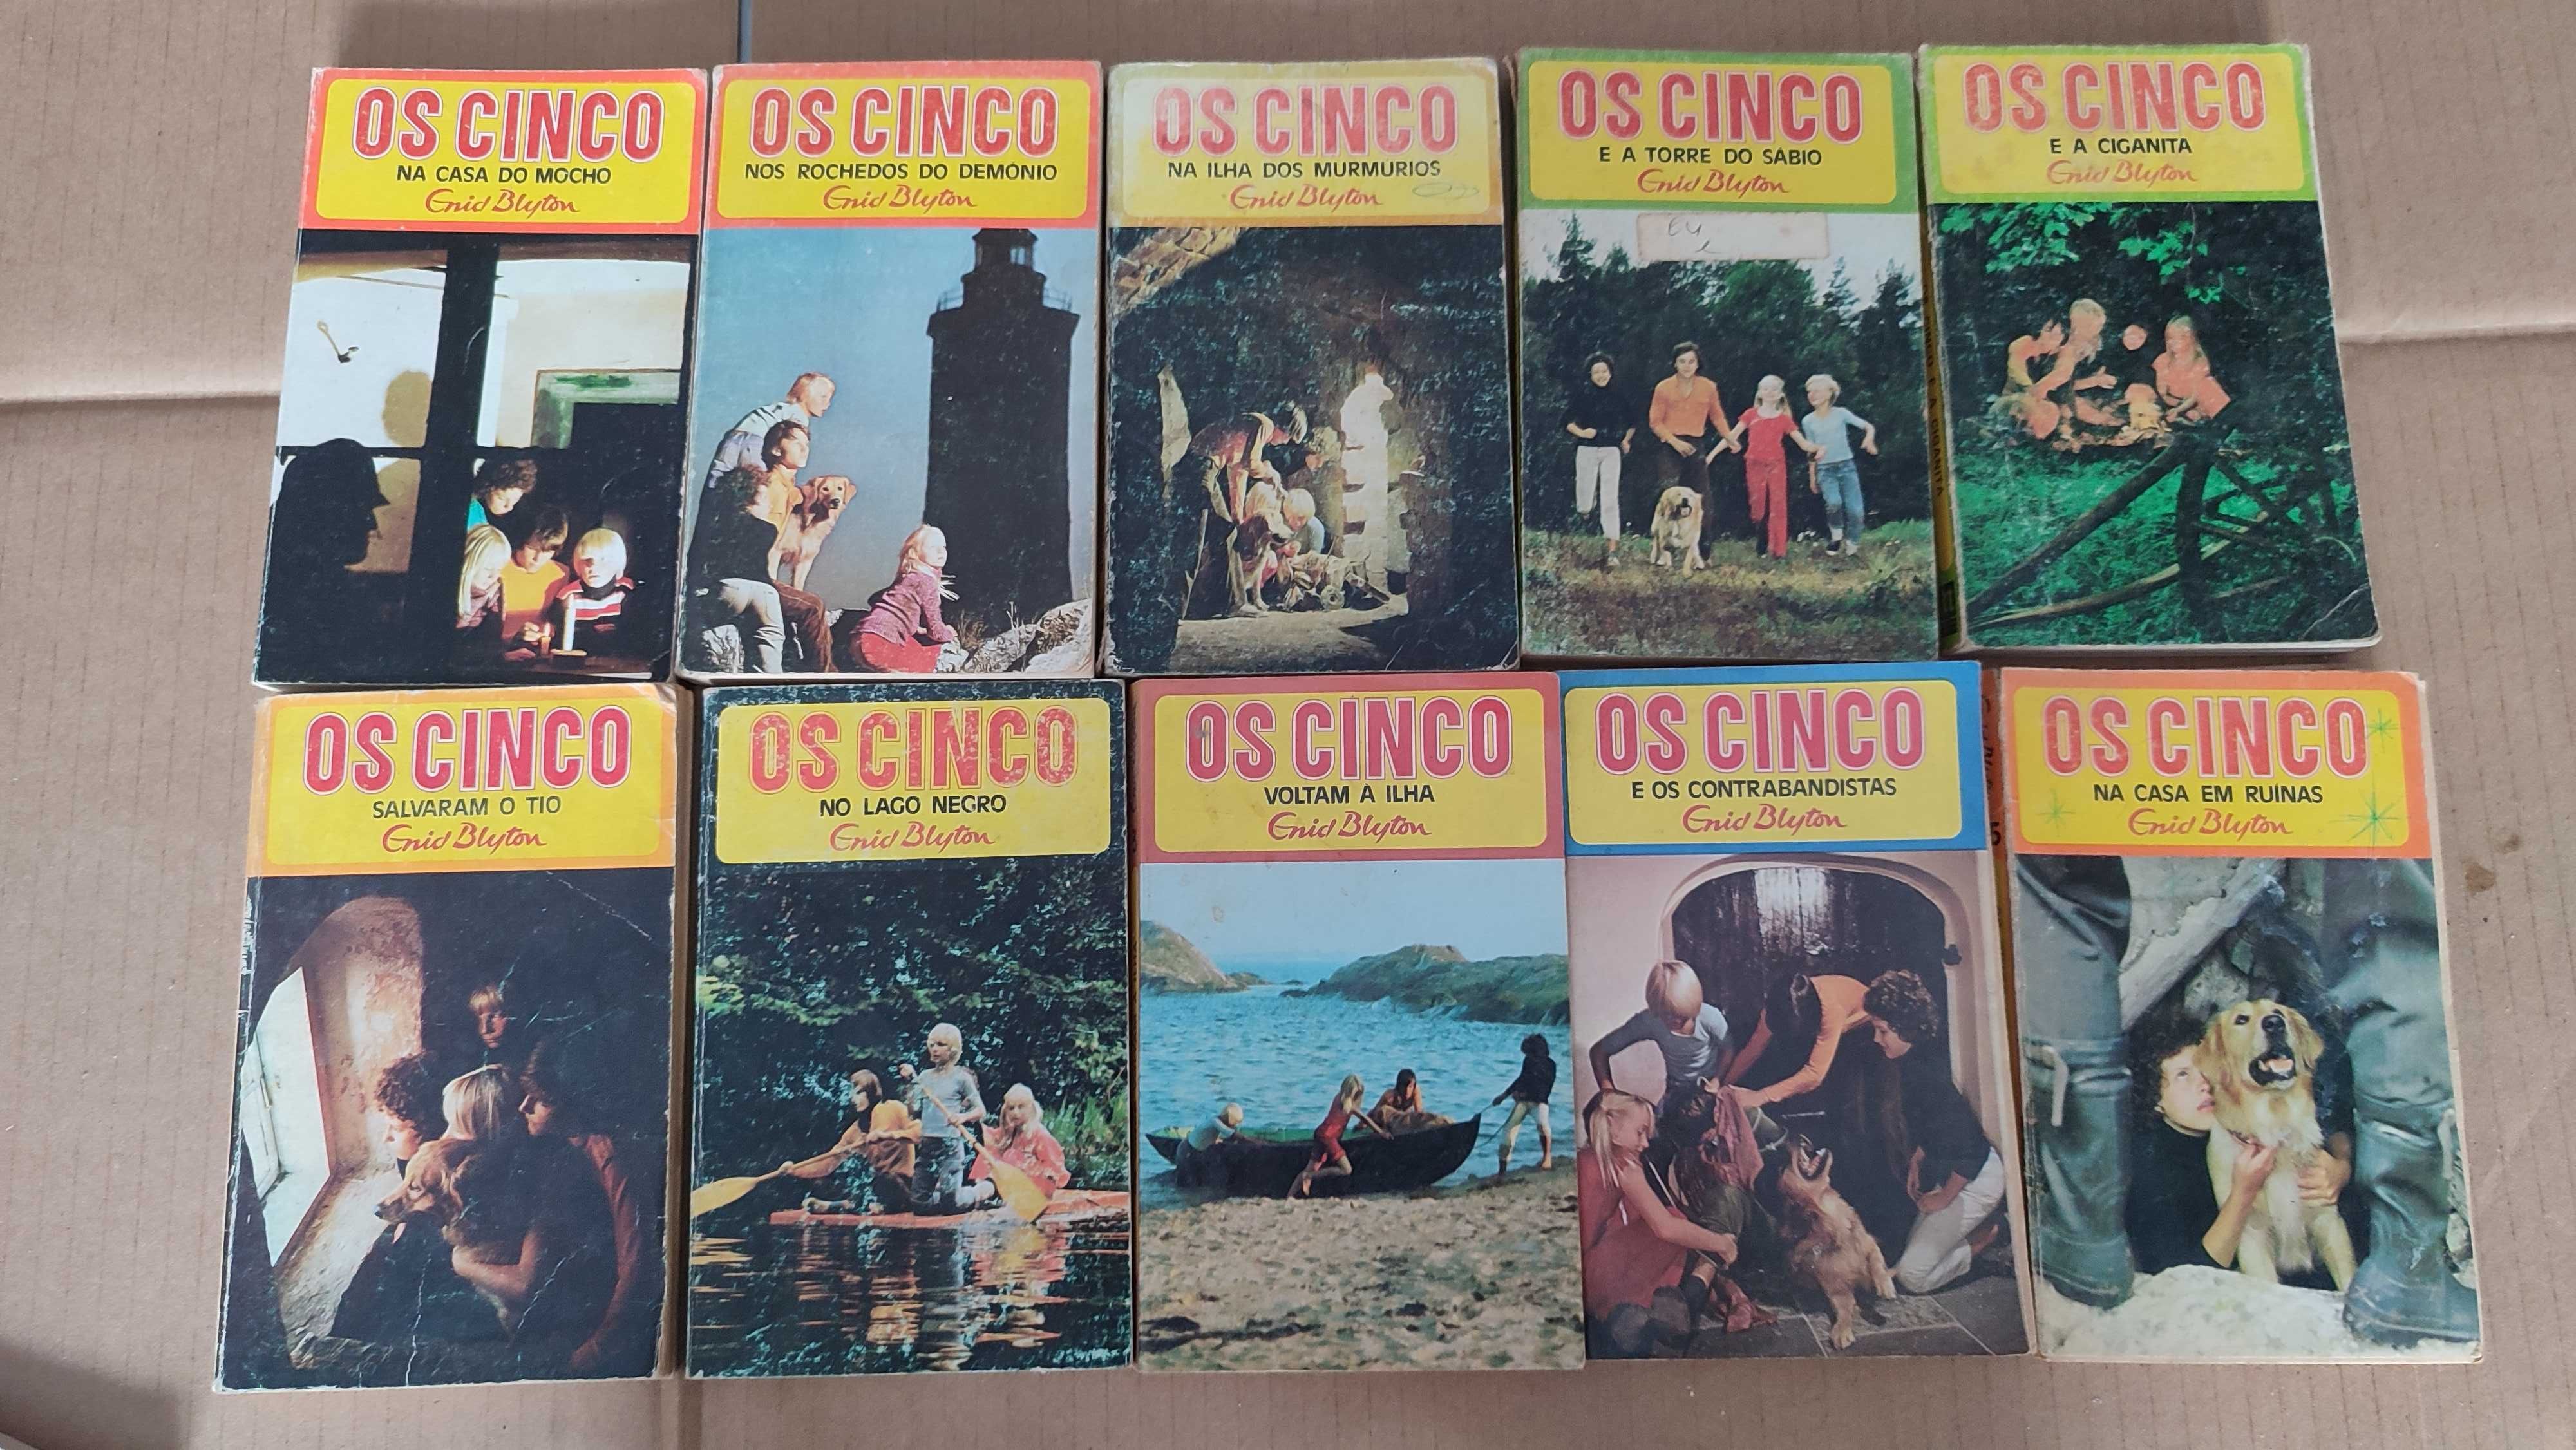 OS CINCO
NA CASA DO MOCHO
Enid Blyton
OS CINCO
NOS ROCHEDOS DO DEMÓNIO
Enid Blyton
OS CINCO
NA ILHA DOS MURMÚRIOS
Enid Blyton
OS CINCO
E A TORRE DO SÁBIO
Enid Blyton
OS CINCO
E A CIGANITA
Enid Blyton
E A CIGANITA
OS CINCO
SALVARAM O TIO
Enid Blyton
OS CINCO
NO LAGO NEGRO
Enid Blyton
OS CINCO
VOLTAM À ILHA
Enid Blyton
OS CINCO
E OS CONTRABANDISTAS
Enid Blyton
OS CINCO
NA CASA EM RUÍNAS
Enid Blyton